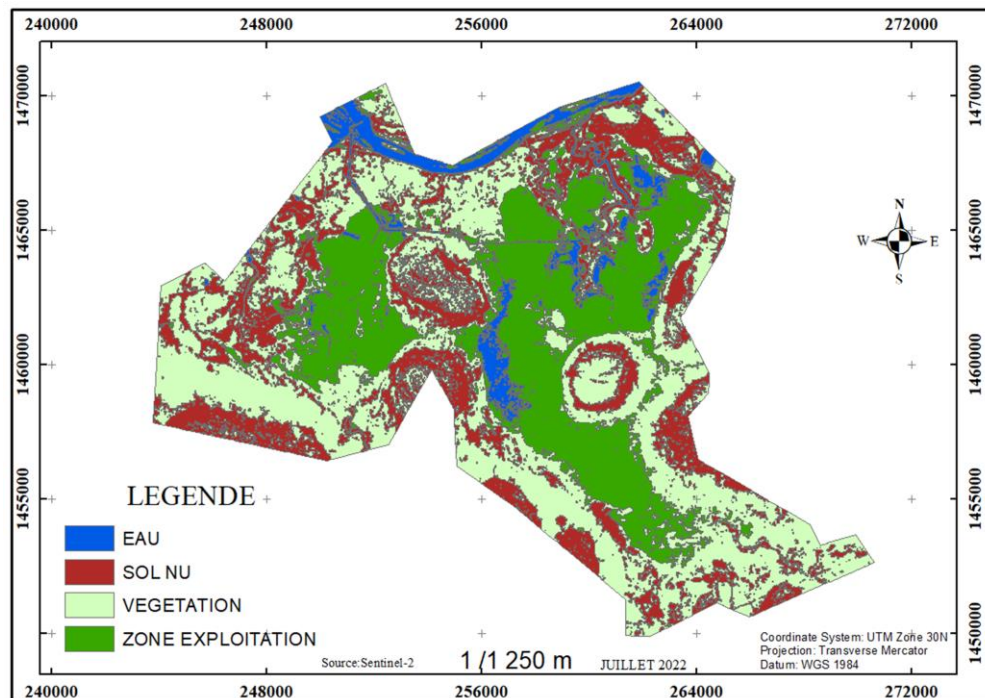 240000 248000 256000 264000 272000
1470000 1470000
N
1465000 1465000
W E
S
1460000 1460000
1455000 1455000
LEGENDE
EAU
SOL NU
VEGETATION
ZONE EXPLOITATION
1450000 1450000
Source:Sentinel-2 1 /1 250 m JUILLET 2022
Coordinate System: UTM Zone 30N
Projection: Transverse Mercator
Datum: WGS 1984
240000 248000 256000 264000 272000